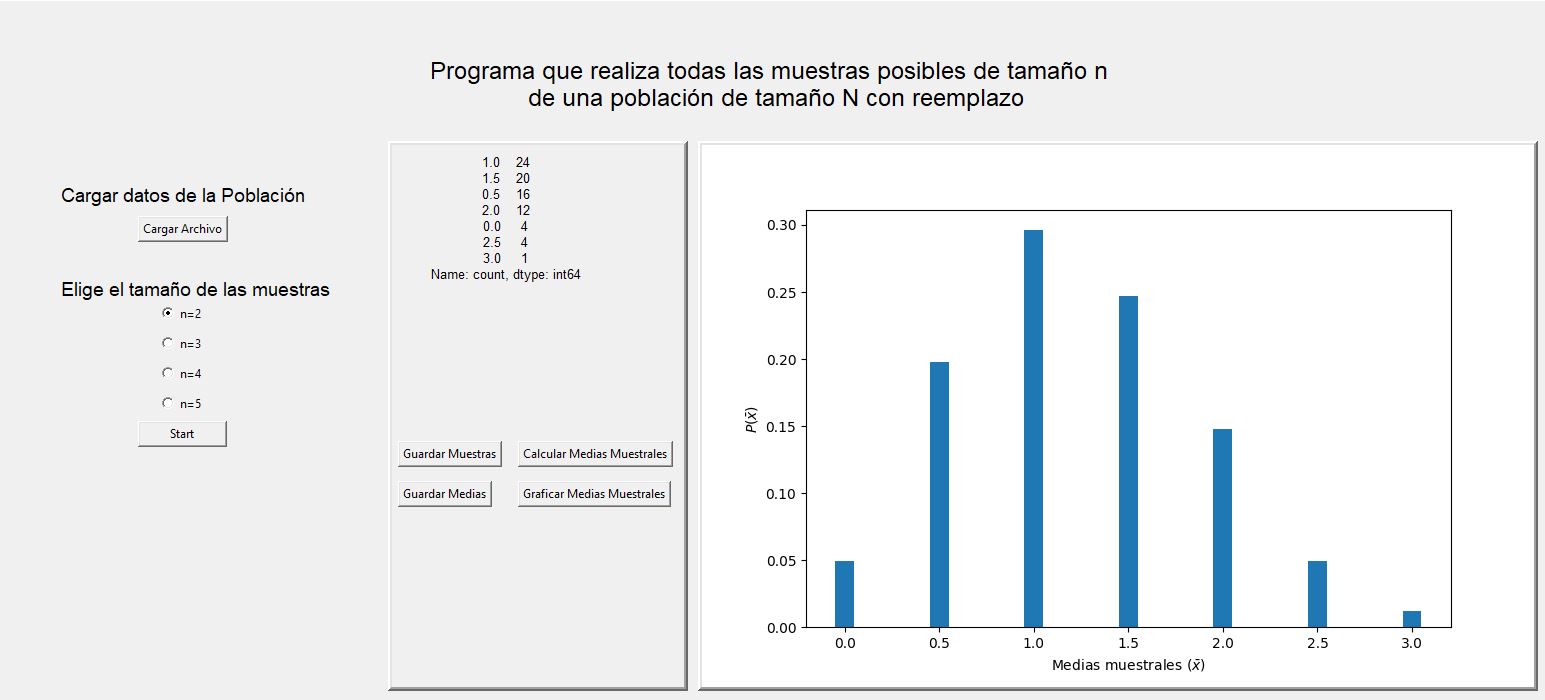 Programa que realiza todas las muestras posibles de tamaño n
de una población de tamaño N con reemplazo
Cargar datos de la Población
Cargar Archivo
Elige el tamaño de las muestras
n=2
n=3
n=4
n=5
Start
1.0 24
1.5 20
0.5 16
2.0 12
0.0 4
2.5 4
3.0 1
Name: count, dtype: int64
Guardar Muestras
Calcular Medias Muestrales
Guardar Medias
Graficar Medias Muestrales
0.30
0.25
0.20
0.15
0.10
0.05
0.00
P(x̄)
0.0 0.5 1.0 1.5 2.0 2.5 3.0
Medias muestrales (x̄)